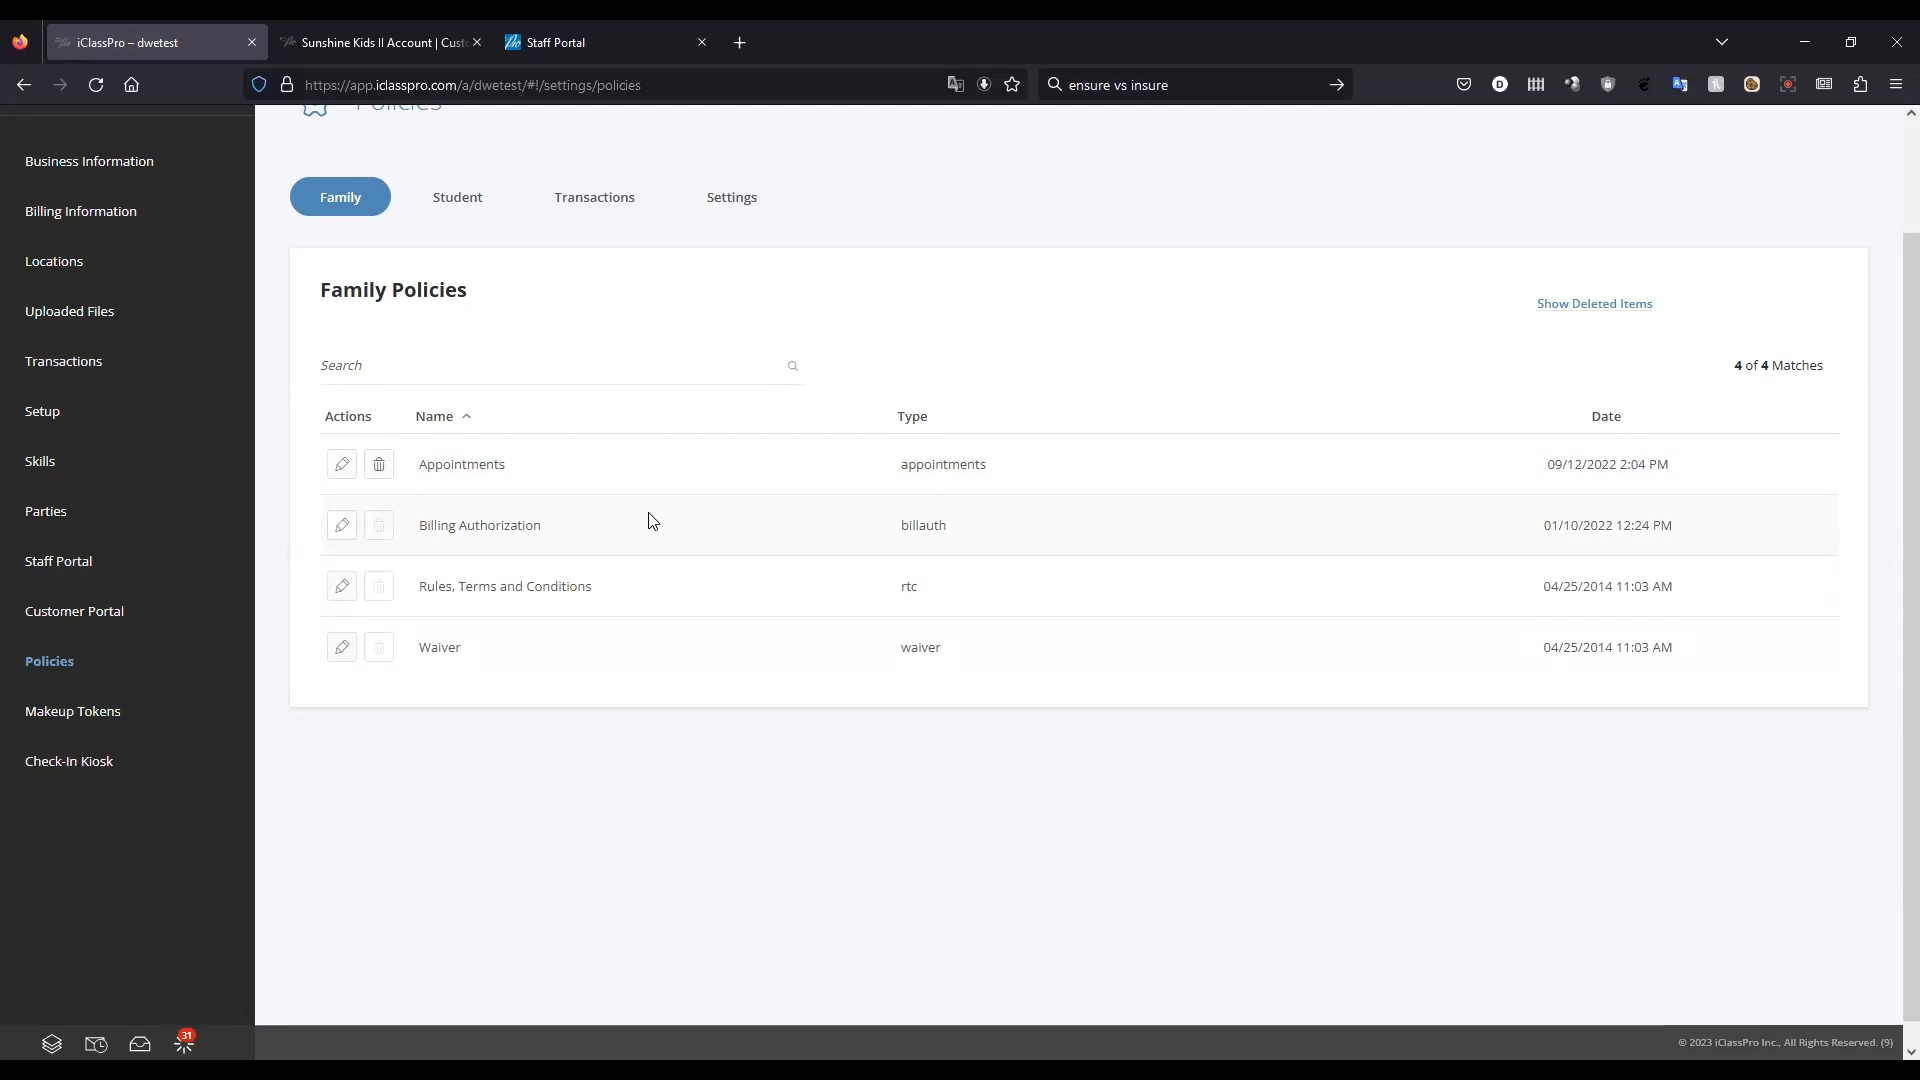 iClassPro – dwetest
Sunshine Kids II Account | Cust
Staff Portal
https://app.iclasspro.com/a/dwetest/#!/settings/policies
ensure vs insure
Policies
Business Information
Billing Information
Locations
Uploaded Files
Transactions
Setup
Skills
Parties
Staff Portal
Customer Portal
Policies
Makeup Tokens
Check-In Kiosk
31
Family
Student
Transactions
Settings
Family Policies
Show Deleted Items
Search
4 of 4 Matches
Actions Name Type Date
Appointments appointments 09/12/2022 2:04 PM
Billing Authorization billauth 01/10/2022 12:24 PM
Rules, Terms and Conditions rtc 04/25/2014 11:03 AM
Waiver waiver 04/25/2014 11:03 AM
© 2023 iClassPro Inc., All Rights Reserved. (9)